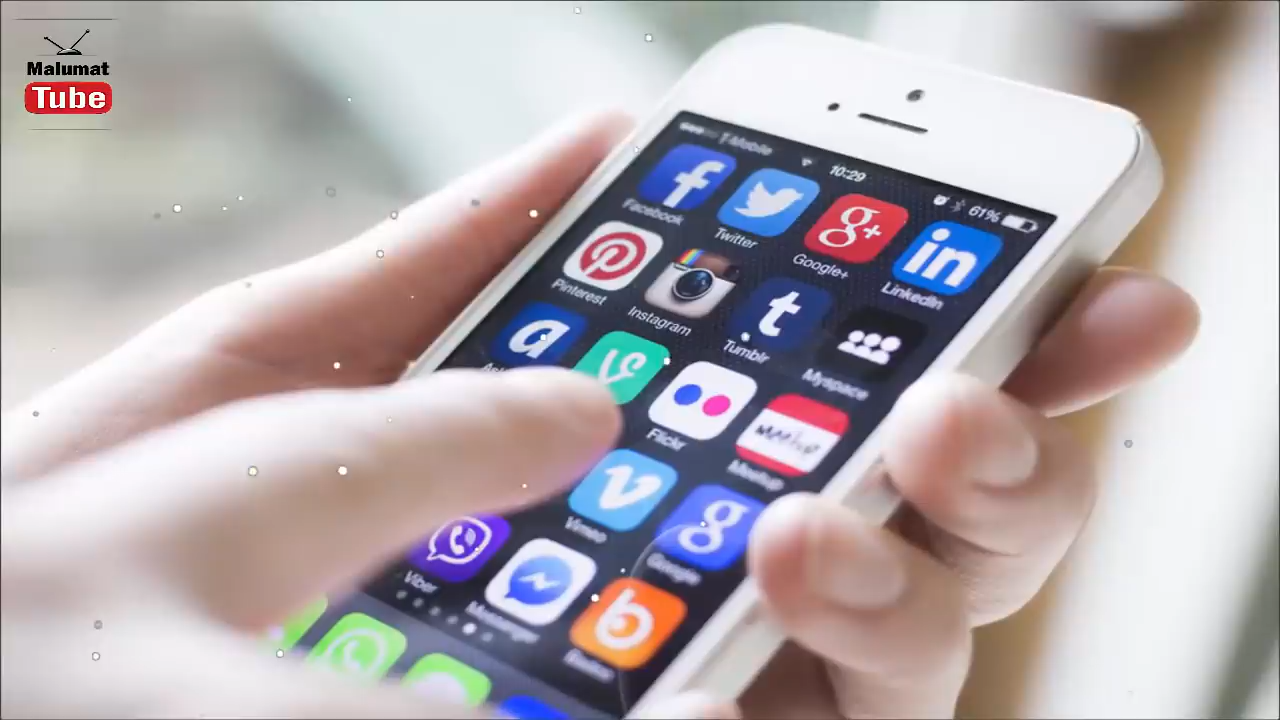 Malumat
Tube
T-Mobile
10:29
61%
Facebook
Twitter
Google+
LinkedIn
Pinterest
Instagram
Tumblr
Myspace
Flickr
Meetup
Vimeo
Google
Viber
Messenger